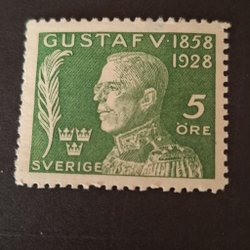 GUSTAF V · 1858
1928
5
ÖRE
SVERIGE